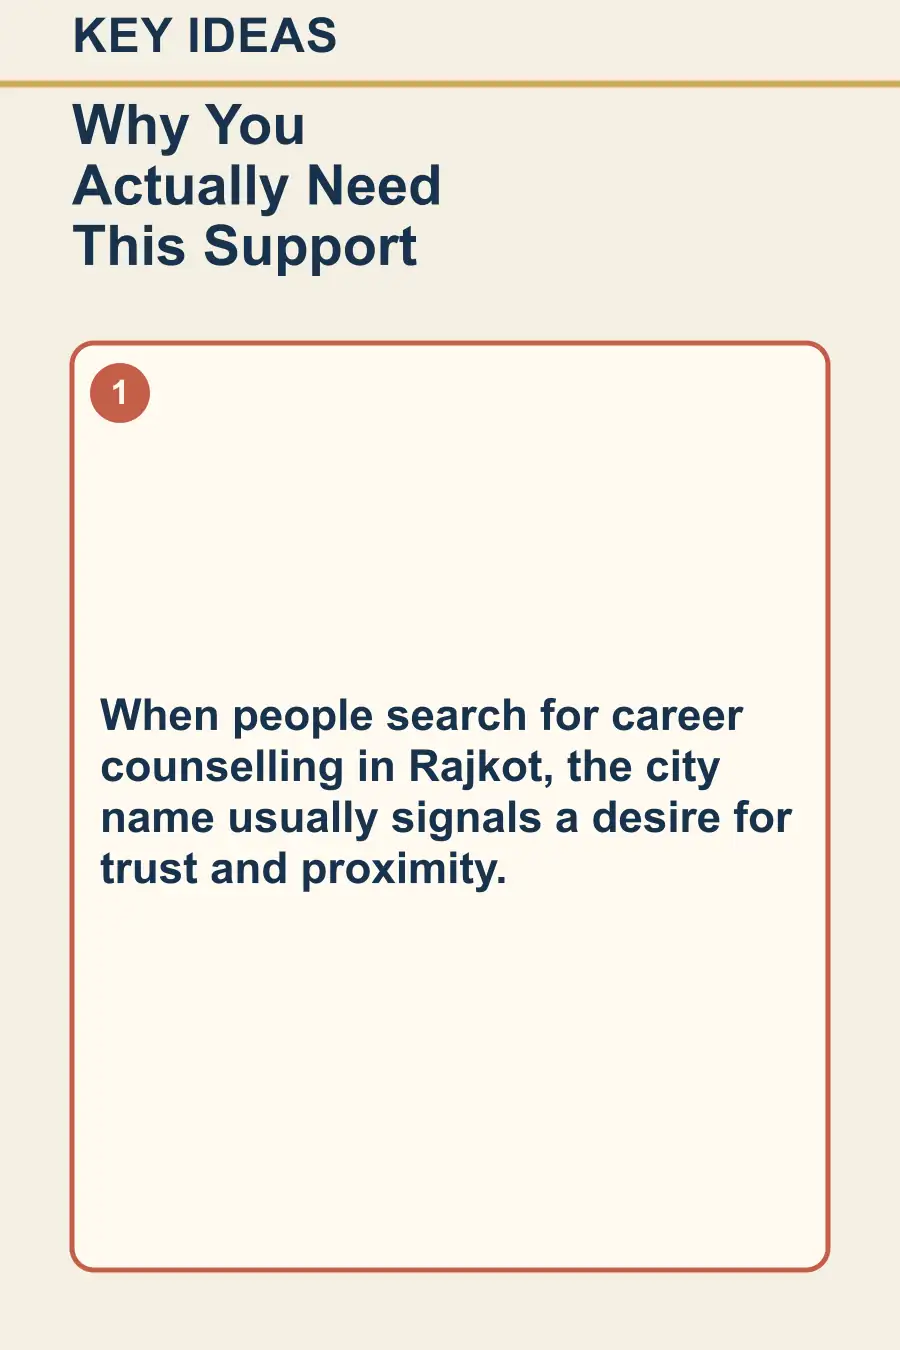 KEY IDEAS
Why You
Actually Need
This Support
1
When people search for career
counselling in Rajkot, the city
name usually signals a desire for
trust and proximity.